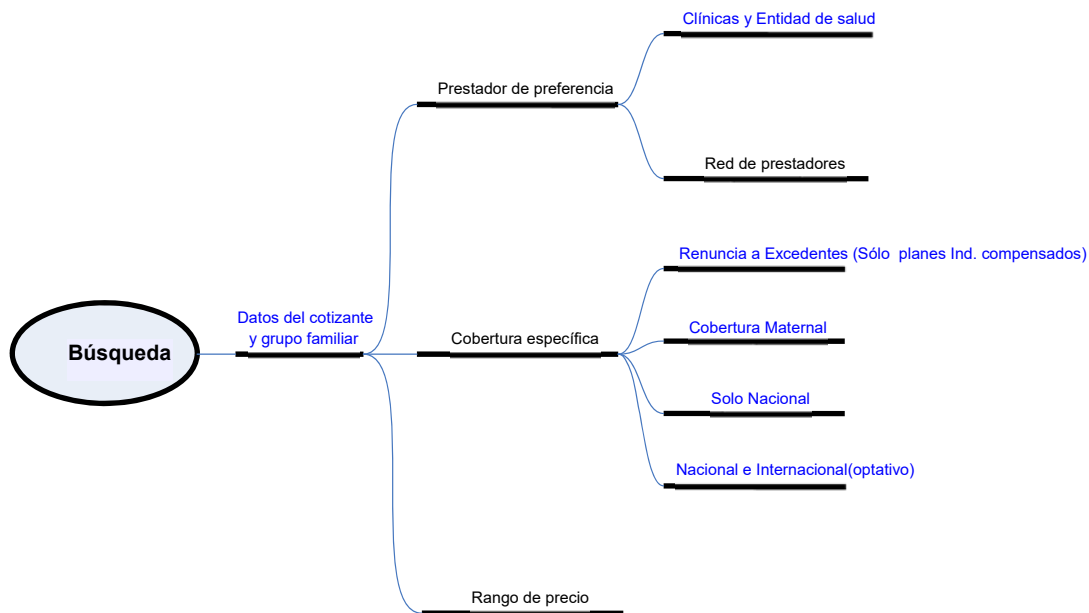 Clínicas y Entidad de salud
Prestador de preferencia
Red de prestadores
Renuncia a Excedentes (Sólo planes Ind. compensados)
Datos del cotizante
y grupo familiar
Búsqueda
Cobertura específica
Cobertura Maternal
Solo Nacional
Nacional e Internacional(optativo)
Rango de precio